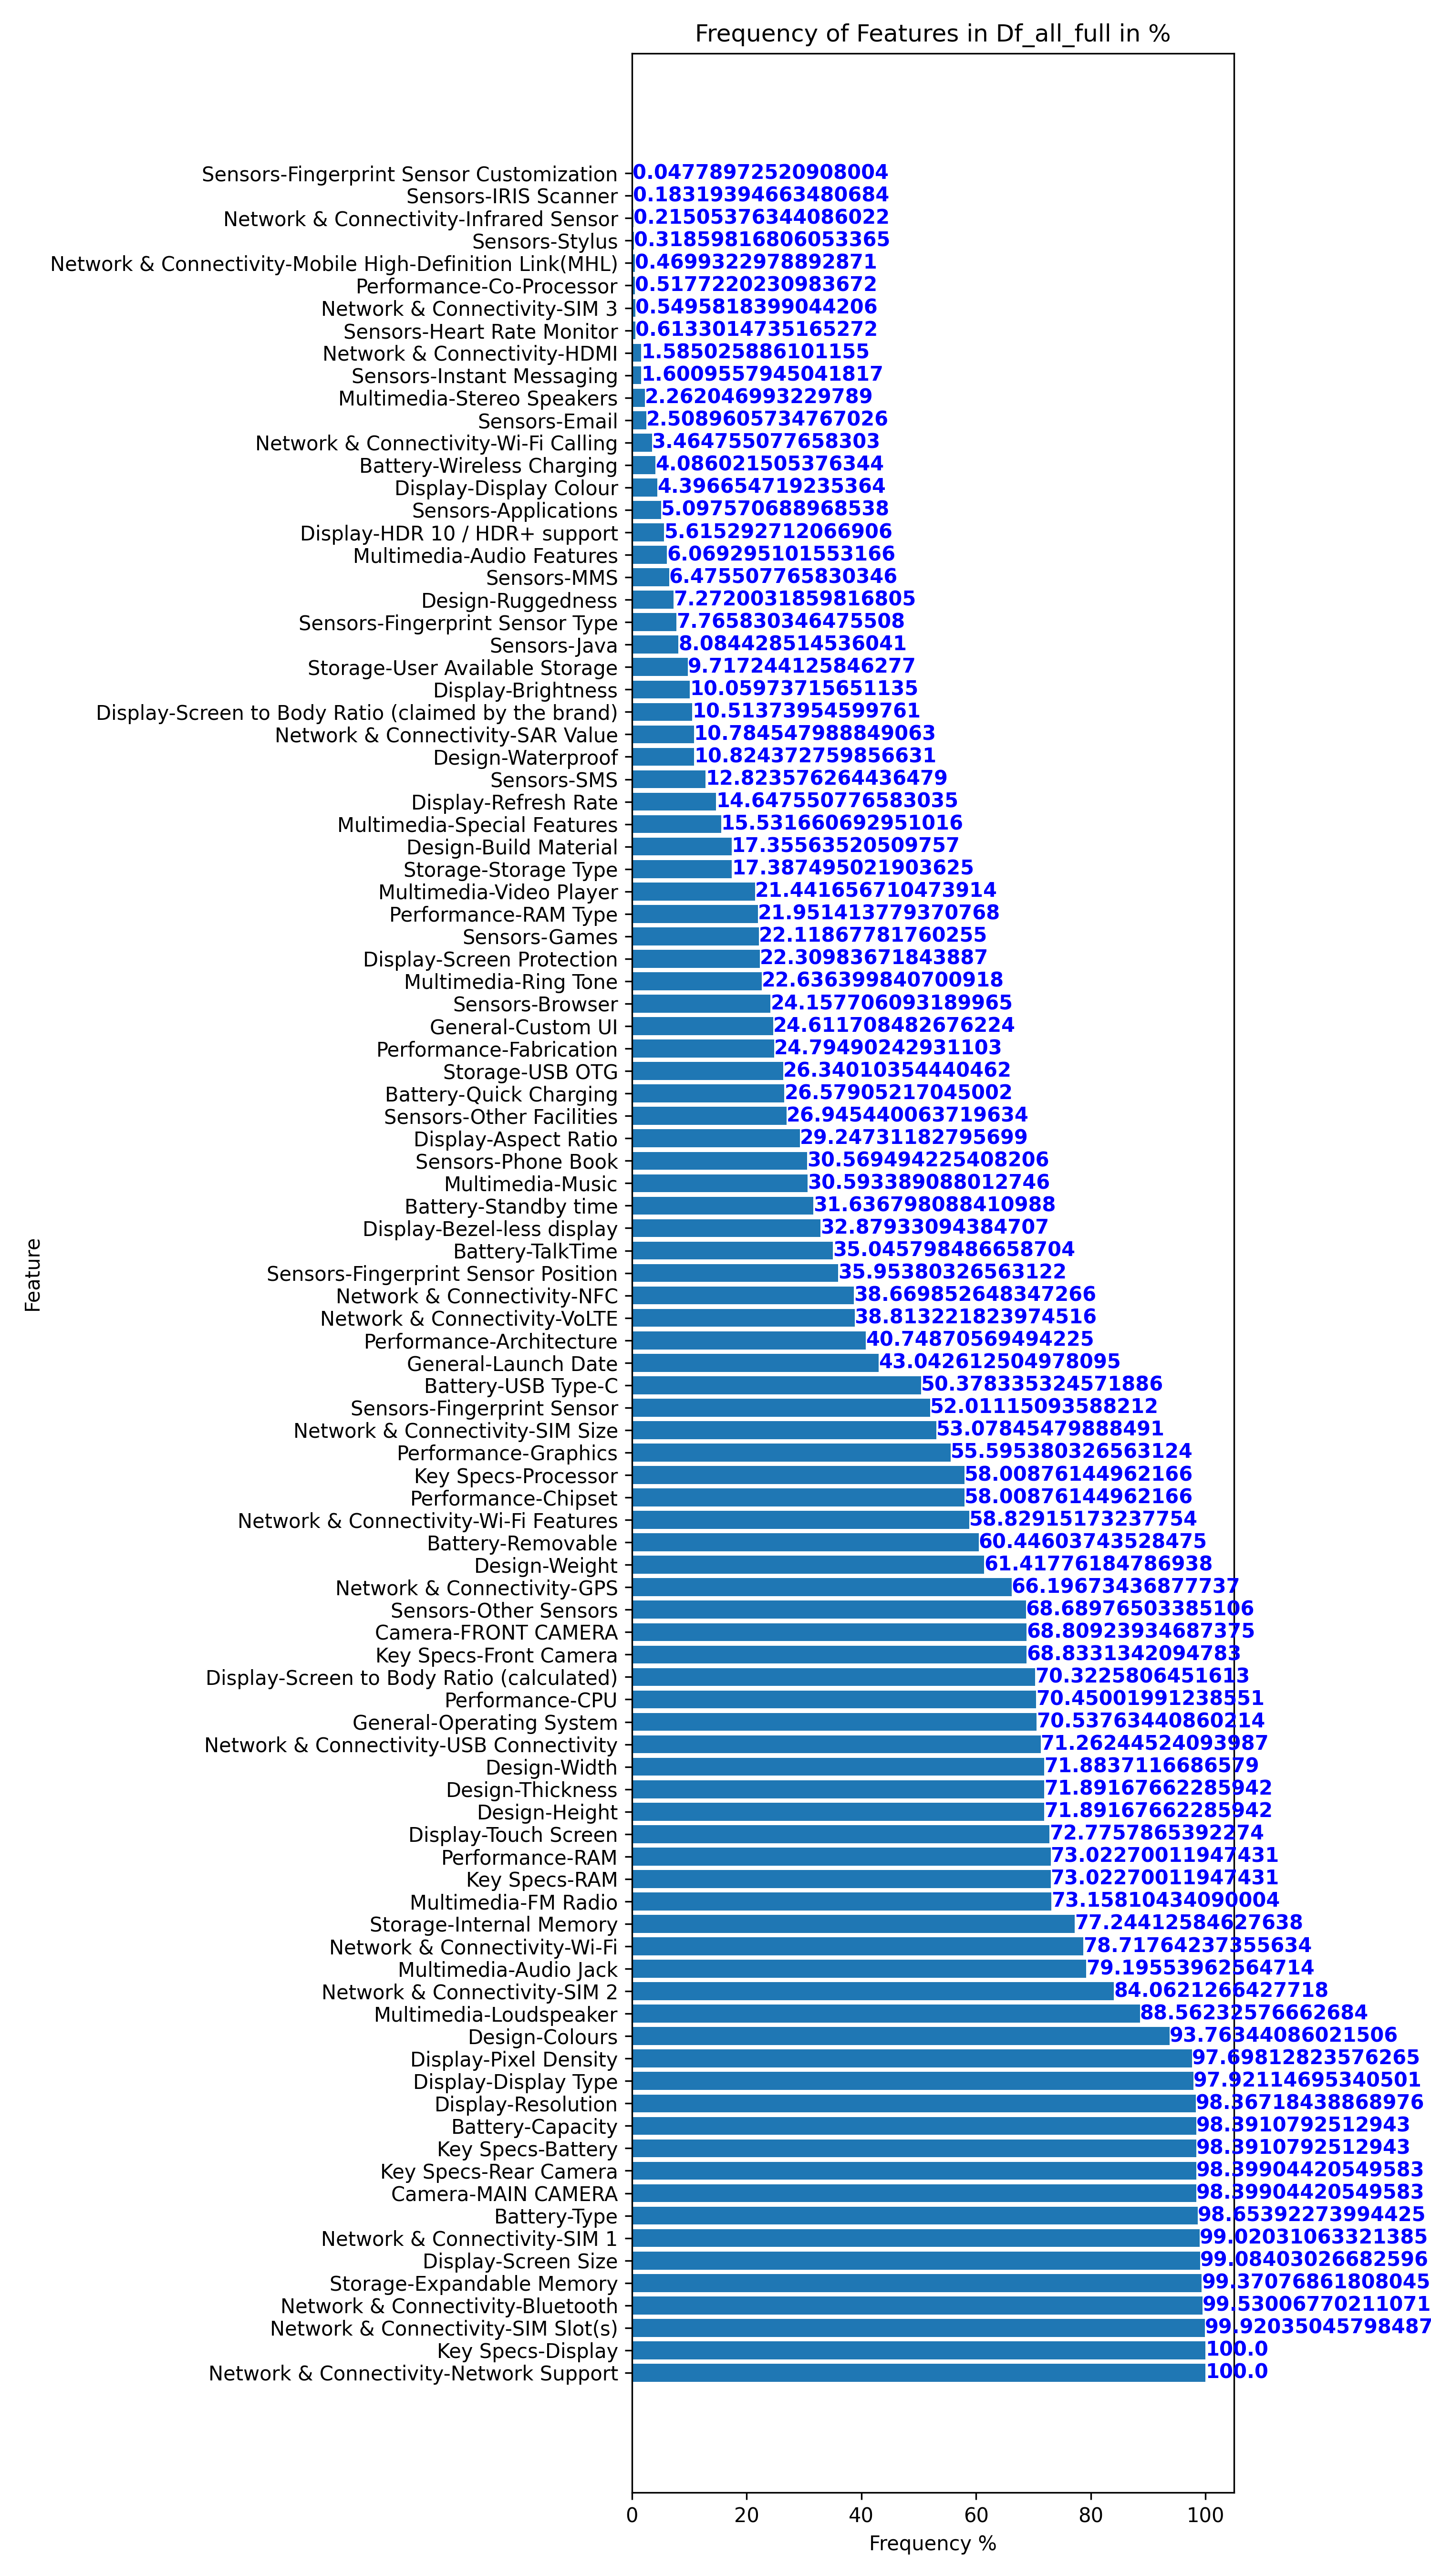 Frequency of Features in Df_all_full in %
Feature
Sensors-Fingerprint Sensor Customization 0.04778972520908004
Sensors-IRIS Scanner 0.18319394663480684
Network & Connectivity-Infrared Sensor 0.21505376344086022
Sensors-Stylus 0.31859816806053365
Network & Connectivity-Mobile High-Definition Link(MHL) 0.4699322978892871
Performance-Co-Processor 0.5177220230983672
Network & Connectivity-SIM 3 0.5495818399044206
Sensors-Heart Rate Monitor 0.6133014735165272
Network & Connectivity-HDMI 1.585025886101155
Sensors-Instant Messaging 1.6009557945041817
Multimedia-Stereo Speakers 2.262046993229789
Sensors-Email 2.5089605734767026
Network & Connectivity-Wi-Fi Calling 3.464755077658303
Battery-Wireless Charging 4.086021505376344
Display-Display Colour 4.396654719235364
Sensors-Applications 5.097570688968538
Display-HDR 10 / HDR+ support 5.615292712066906
Multimedia-Audio Features 6.069295101553166
Sensors-MMS 6.475507765830346
Design-Ruggedness 7.2720031859816805
Sensors-Fingerprint Sensor Type 7.765830346475508
Sensors-Java 8.084428514536041
Storage-User Available Storage 9.717244125846277
Display-Brightness 10.05973715651135
Display-Screen to Body Ratio (claimed by the brand) 10.51373954599761
Network & Connectivity-SAR Value 10.784547988849063
Design-Waterproof 10.824372759856631
Sensors-SMS 12.823576264436479
Display-Refresh Rate 14.647550776583035
Multimedia-Special Features 15.531660692951016
Design-Build Material 17.35563520509757
Storage-Storage Type 17.387495021903625
Multimedia-Video Player 21.441656710473914
Performance-RAM Type 21.951413779370768
Sensors-Games 22.11867781760255
Display-Screen Protection 22.30983671843887
Multimedia-Ring Tone 22.636399840700918
Sensors-Browser 24.157706093189965
General-Custom UI 24.611708482676224
Performance-Fabrication 24.79490242931103
Storage-USB OTG 26.34010354440462
Battery-Quick Charging 26.57905217045002
Sensors-Other Facilities 26.945440063719634
Display-Aspect Ratio 29.24731182795699
Sensors-Phone Book 30.569494225408206
Multimedia-Music 30.593389088012746
Battery-Standby time 31.636798088410988
Display-Bezel-less display 32.87933094384707
Battery-TalkTime 35.045798486658704
Sensors-Fingerprint Sensor Position 35.95380326563122
Network & Connectivity-NFC 38.669852648347266
Network & Connectivity-VoLTE 38.813221823974516
Performance-Architecture 40.74870569494225
General-Launch Date 43.042612504978095
Battery-USB Type-C 50.378335324571886
Sensors-Fingerprint Sensor 52.01115093588212
Network & Connectivity-SIM Size 53.07845479888491
Performance-Graphics 55.595380326563124
Key Specs-Processor 58.00876144962166
Performance-Chipset 58.00876144962166
Network & Connectivity-Wi-Fi Features 58.82915173237754
Battery-Removable 60.44603743528475
Design-Weight 61.41776184786938
Network & Connectivity-GPS 66.19673436877737
Sensors-Other Sensors 68.68976503385106
Camera-FRONT CAMERA 68.80923934687375
Key Specs-Front Camera 68.8331342094783
Display-Screen to Body Ratio (calculated) 70.3225806451613
Performance-CPU 70.45001991238551
General-Operating System 70.53763440860214
Network & Connectivity-USB Connectivity 71.26244524093987
Design-Width 71.8837116686579
Design-Thickness 71.89167662285942
Design-Height 71.89167662285942
Display-Touch Screen 72.7757865392274
Performance-RAM 73.02270011947431
Key Specs-RAM 73.02270011947431
Multimedia-FM Radio 73.15810434090004
Storage-Internal Memory 77.24412584627638
Network & Connectivity-Wi-Fi 78.71764237355634
Multimedia-Audio Jack 79.19553962564714
Network & Connectivity-SIM 2 84.0621266427718
Multimedia-Loudspeaker 88.56232576662684
Design-Colours 93.76344086021506
Display-Pixel Density 97.69812823576265
Display-Display Type 97.92114695340501
Display-Resolution 98.36718438868976
Battery-Capacity 98.3910792512943
Key Specs-Battery 98.3910792512943
Key Specs-Rear Camera 98.39904420549583
Camera-MAIN CAMERA 98.39904420549583
Battery-Type 98.65392273994425
Network & Connectivity-SIM 1 99.02031063321385
Display-Screen Size 99.08403026682596
Storage-Expandable Memory 99.37076861808045
Network & Connectivity-Bluetooth 99.53006770211071
Network & Connectivity-SIM Slot(s) 99.92035045798487
Key Specs-Display 100.0
Network & Connectivity-Network Support 100.0
0 20 40 60 80 100
Frequency %